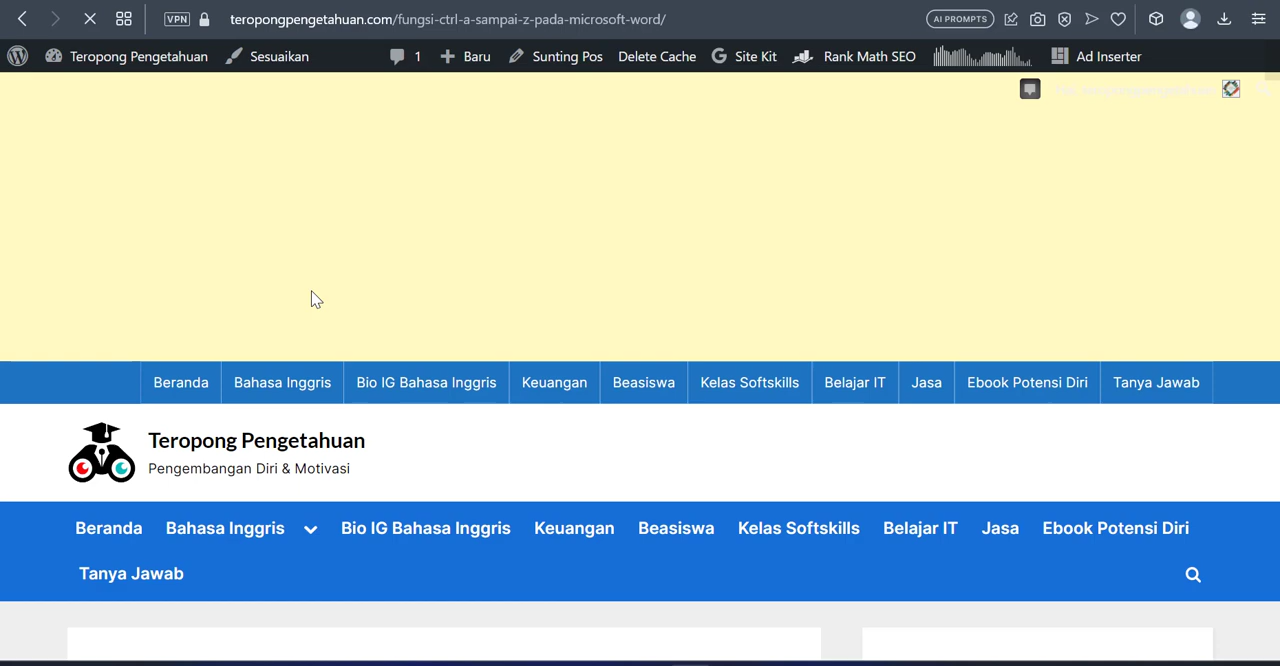 VPN teropongpengetahuan.com/fungsi-ctrl-a-sampai-z-pada-microsoft-word/ AI PROMPTS
Teropong Pengetahuan Sesuaikan 1 Baru Sunting Pos Delete Cache Site Kit Rank Math SEO Ad Inserter
Beranda Bahasa Inggris Bio IG Bahasa Inggris Keuangan Beasiswa Kelas Softskills Belajar IT Jasa Ebook Potensi Diri Tanya Jawab
Teropong Pengetahuan
Pengembangan Diri & Motivasi
Beranda Bahasa Inggris Bio IG Bahasa Inggris Keuangan Beasiswa Kelas Softskills Belajar IT Jasa Ebook Potensi Diri
Tanya Jawab